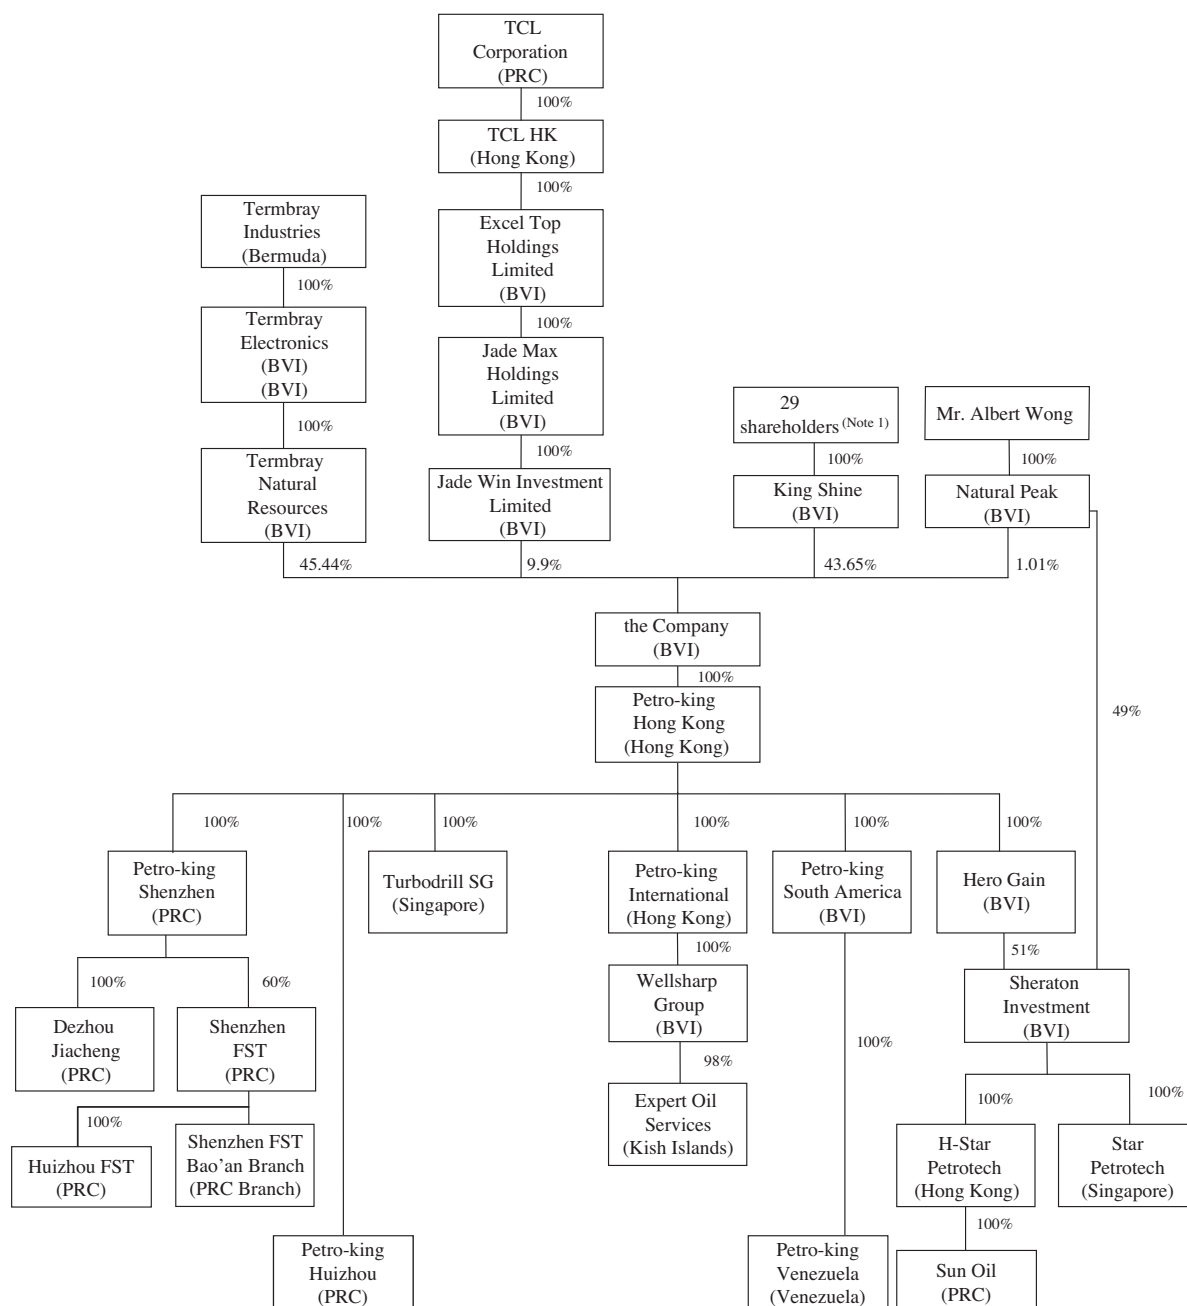 TCL
Corporation
(PRC)
100%
TCL HK
(Hong Kong)
100%
Termbray
Industries
(Bermuda)
100%
Excel Top
Holdings
Limited
(BVI)
100%
Termbray
Electronics
(BVI)
(BVI)
100%
Jade Max
Holdings
Limited
(BVI)
100%
29
shareholders (Note 1)
100%
Mr. Albert Wong
100%
Termbray
Natural
Resources
(BVI)
Jade Win Investment
Limited
(BVI)
King Shine
(BVI)
Natural Peak
(BVI)
45.44%
9.9%
43.65%
1.01%
the Company
(BVI)
100%
Petro-king
Hong Kong
(Hong Kong)
49%
100%
100%
100%
100%
100%
100%
Petro-king
Shenzhen
(PRC)
Turbodrill SG
(Singapore)
Petro-king
International
(Hong Kong)
Petro-king
South America
(BVI)
Hero Gain
(BVI)
100%
60%
100%
51%
Dezhou
Jiacheng
(PRC)
Shenzhen
FST
(PRC)
Wellsharp
Group
(BVI)
Sheraton
Investment
(BVI)
98%
100%
100%
100%
100%
Huizhou FST
(PRC)
Shenzhen FST
Bao’an Branch
(PRC Branch)
Expert Oil
Services
(Kish Islands)
H-Star
Petrotech
(Hong Kong)
Star
Petrotech
(Singapore)
100%
Petro-king
Huizhou
(PRC)
Petro-king
Venezuela
(Venezuela)
Sun Oil
(PRC)